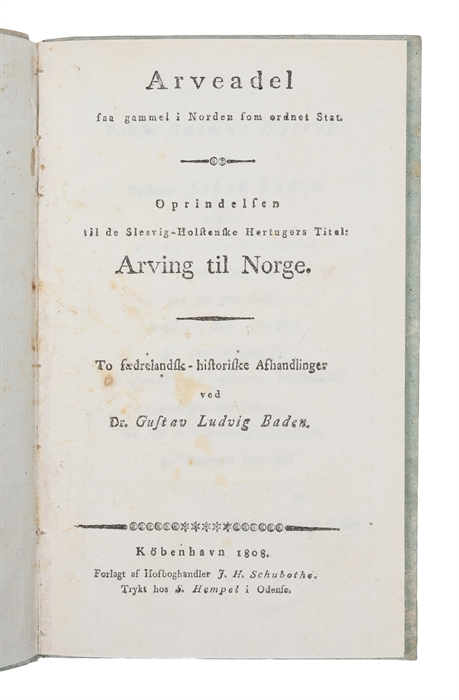 Arveadel
ſaa gammel i Norden ſom ordnet Stat.
Oprindelſen
til de Slesvig-Holſtenſke Hertugers Titel:
Arving til Norge.
To fædrelandſk-hiſtoriſke Afhandlinger
ved
Dr. Guſtav Ludvig Baden.
Köbenhavn 1808.
Forlagt af Hofboghandler J. H. Schubothe.
Trykt hos S. Hempel i Odenſe.